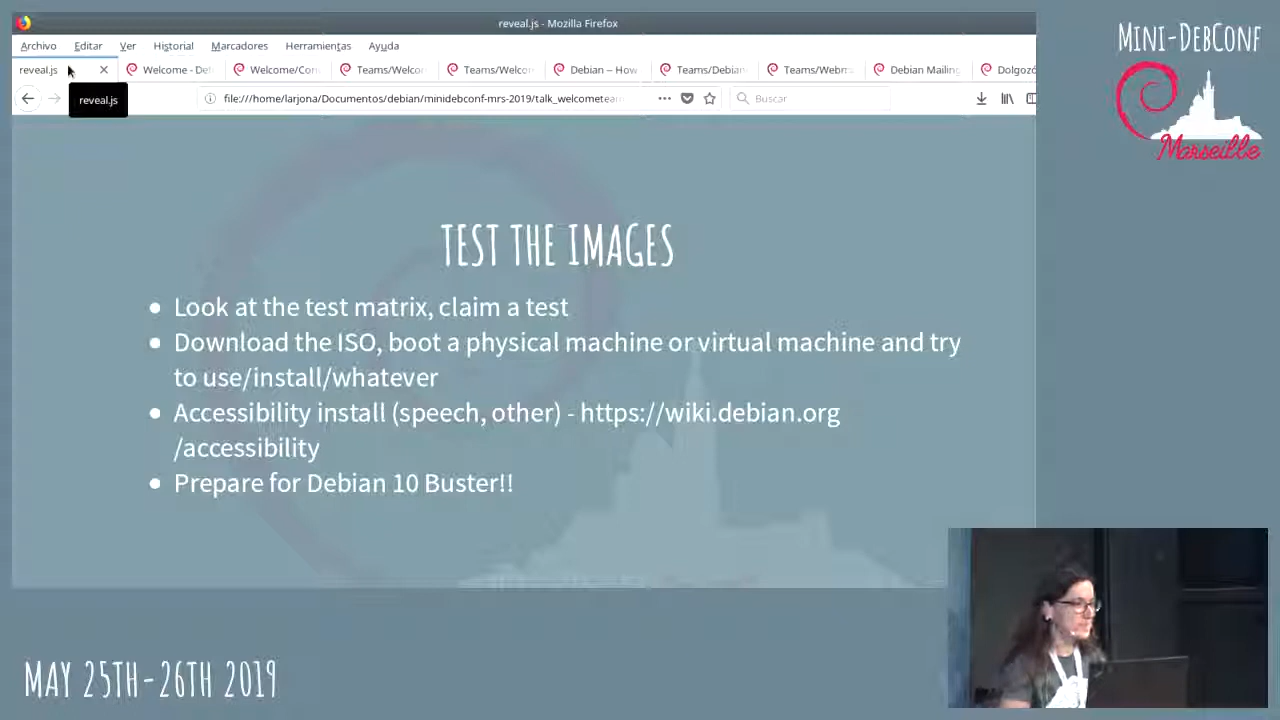 reveal.js - Mozilla Firefox
Archivo Editar Ver Historial Marcadores Herramientas Ayuda
reveal.js Welcome - Deb Welcome/Con Teams/Welco Teams/Welco Debian -- How Teams/Debian Teams/Webm Debian Mailing Dolgozó
file:///home/larjona/Documentos/debian/minidebconf-mrs-2019/talk_welcometeam Buscar
reveal.js
MINI-DEBCONF
Marseille
TEST THE IMAGES
• Look at the test matrix, claim a test
• Download the ISO, boot a physical machine or virtual machine and try
to use/install/whatever
• Accessibility install (speech, other) - https://wiki.debian.org
/accessibility
• Prepare for Debian 10 Buster!!
MAY 25TH-26TH 2019